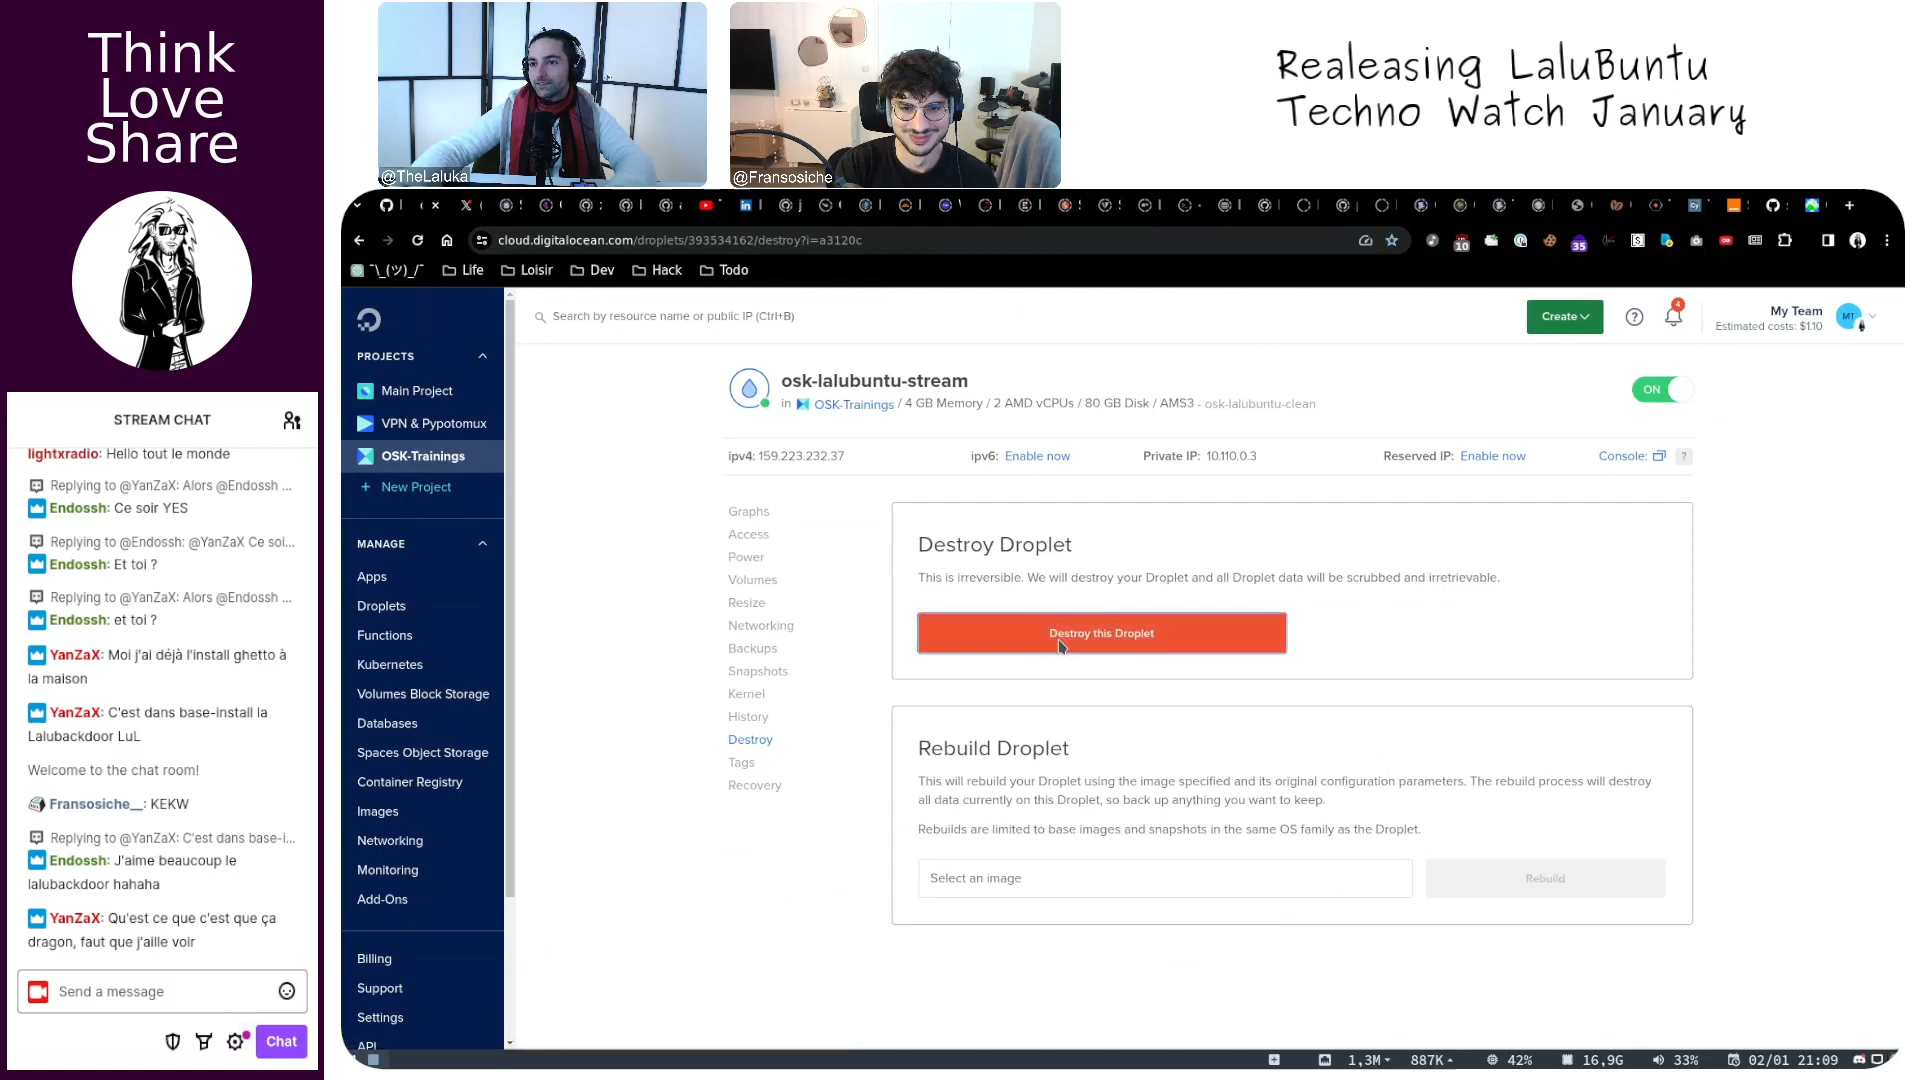 Think
Love
Share
@TheLaluka
@Fransosiche
Realeasing LaluBuntu
Techno Watch January
cloud.digitalocean.com/droplets/393534162/destroy?i=a3120c
10
35
¯\_(ツ)_/¯
Life
Loisir
Dev
Hack
Todo
PROJECTS
Main Project
VPN & Pypotomux
OSK-Trainings
+ New Project
MANAGE
Apps
Droplets
Functions
Kubernetes
Volumes Block Storage
Databases
Spaces Object Storage
Container Registry
Images
Networking
Monitoring
Add-Ons
Billing
Support
Settings
API
Search by resource name or public IP (Ctrl+B)
Create
?
4
My Team
Estimated costs: $1.10
MT
osk-lalubuntu-stream
in OSK-Trainings / 4 GB Memory / 2 AMD vCPUs / 80 GB Disk / AMS3 - osk-lalubuntu-clean
ON
ipv4: 159.223.232.37
ipv6: Enable now
Private IP: 10.110.0.3
Reserved IP: Enable now
Console: ?
Graphs
Access
Power
Volumes
Resize
Networking
Backups
Snapshots
Kernel
History
Destroy
Tags
Recovery
Destroy Droplet
This is irreversible. We will destroy your Droplet and all Droplet data will be scrubbed and irretrievable.
Destroy this Droplet
Rebuild Droplet
This will rebuild your Droplet using the image specified and its original configuration parameters. The rebuild process will destroy
all data currently on this Droplet, so back up anything you want to keep.
Rebuilds are limited to base images and snapshots in the same OS family as the Droplet.
Select an image
Rebuild
STREAM CHAT
lightxradio: Hello tout le monde
Replying to @YanZaX: Alors @Endossh ...
Endossh: Ce soir YES
Replying to @Endossh: @YanZaX Ce soi...
Endossh: Et toi ?
Replying to @YanZaX: Alors @Endossh ...
Endossh: et toi ?
YanZaX: Moi j'ai déjà l'install ghetto à
la maison
YanZaX: C'est dans base-install la
Lalubackdoor LuL
Welcome to the chat room!
Fransosiche__: KEKW
Replying to @YanZaX: C'est dans base-i...
Endossh: J'aime beaucoup le
lalubackdoor hahaha
YanZaX: Qu'est ce que c'est que ça
dragon, faut que j'aille voir
Send a message
Chat
1,3M
887K
42%
16,9G
33%
02/01 21:09